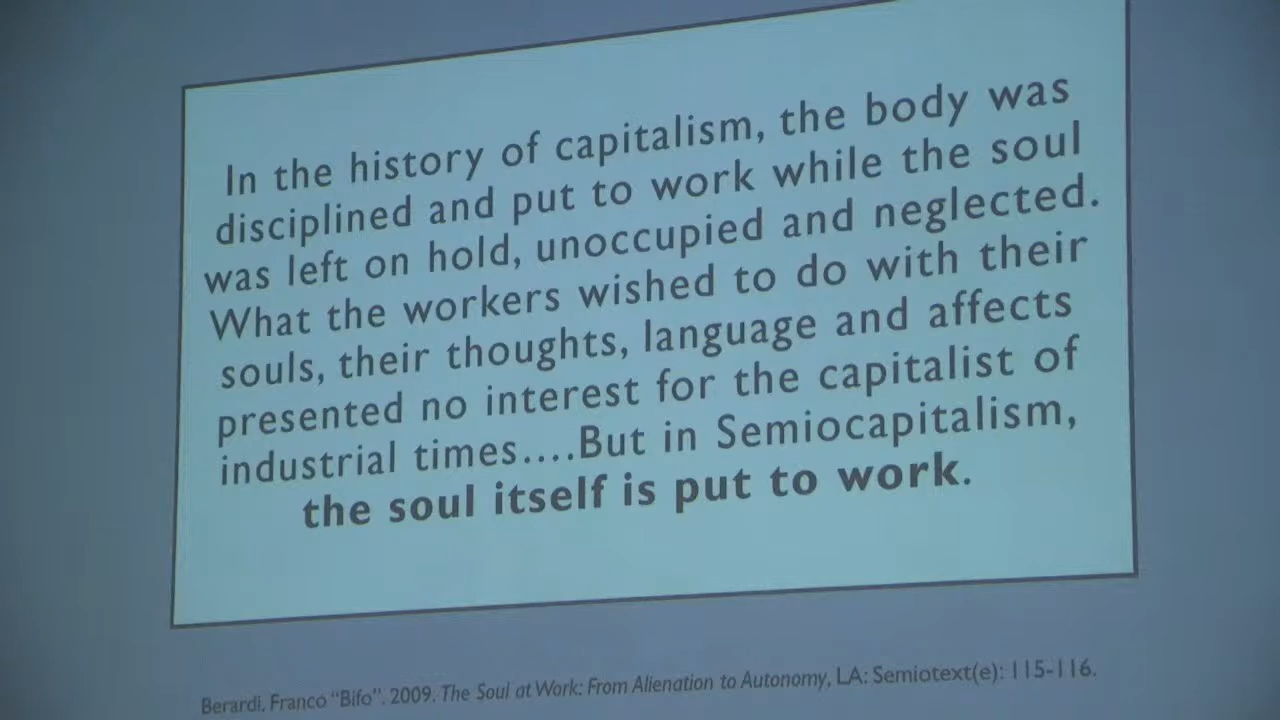 In the history of capitalism, the body was
disciplined and put to work while the soul
was left on hold, unoccupied and neglected.
What the workers wished to do with their
souls, their thoughts, language and affects
presented no interest for the capitalist of
industrial times....But in Semiocapitalism,
the soul itself is put to work.
Berardi, Franco “Bifo”. 2009. The Soul at Work: From Alienation to Autonomy, LA: Semiotext(e): 115-116.